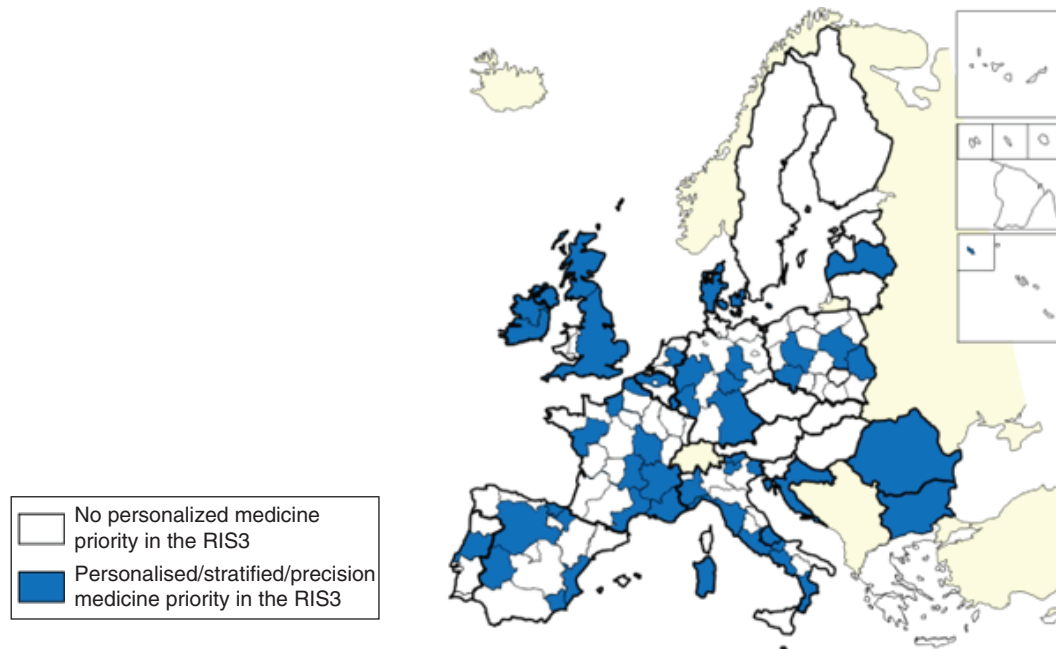 No personalized medicine
priority in the RIS3
Personalised/stratified/precision
medicine priority in the RIS3